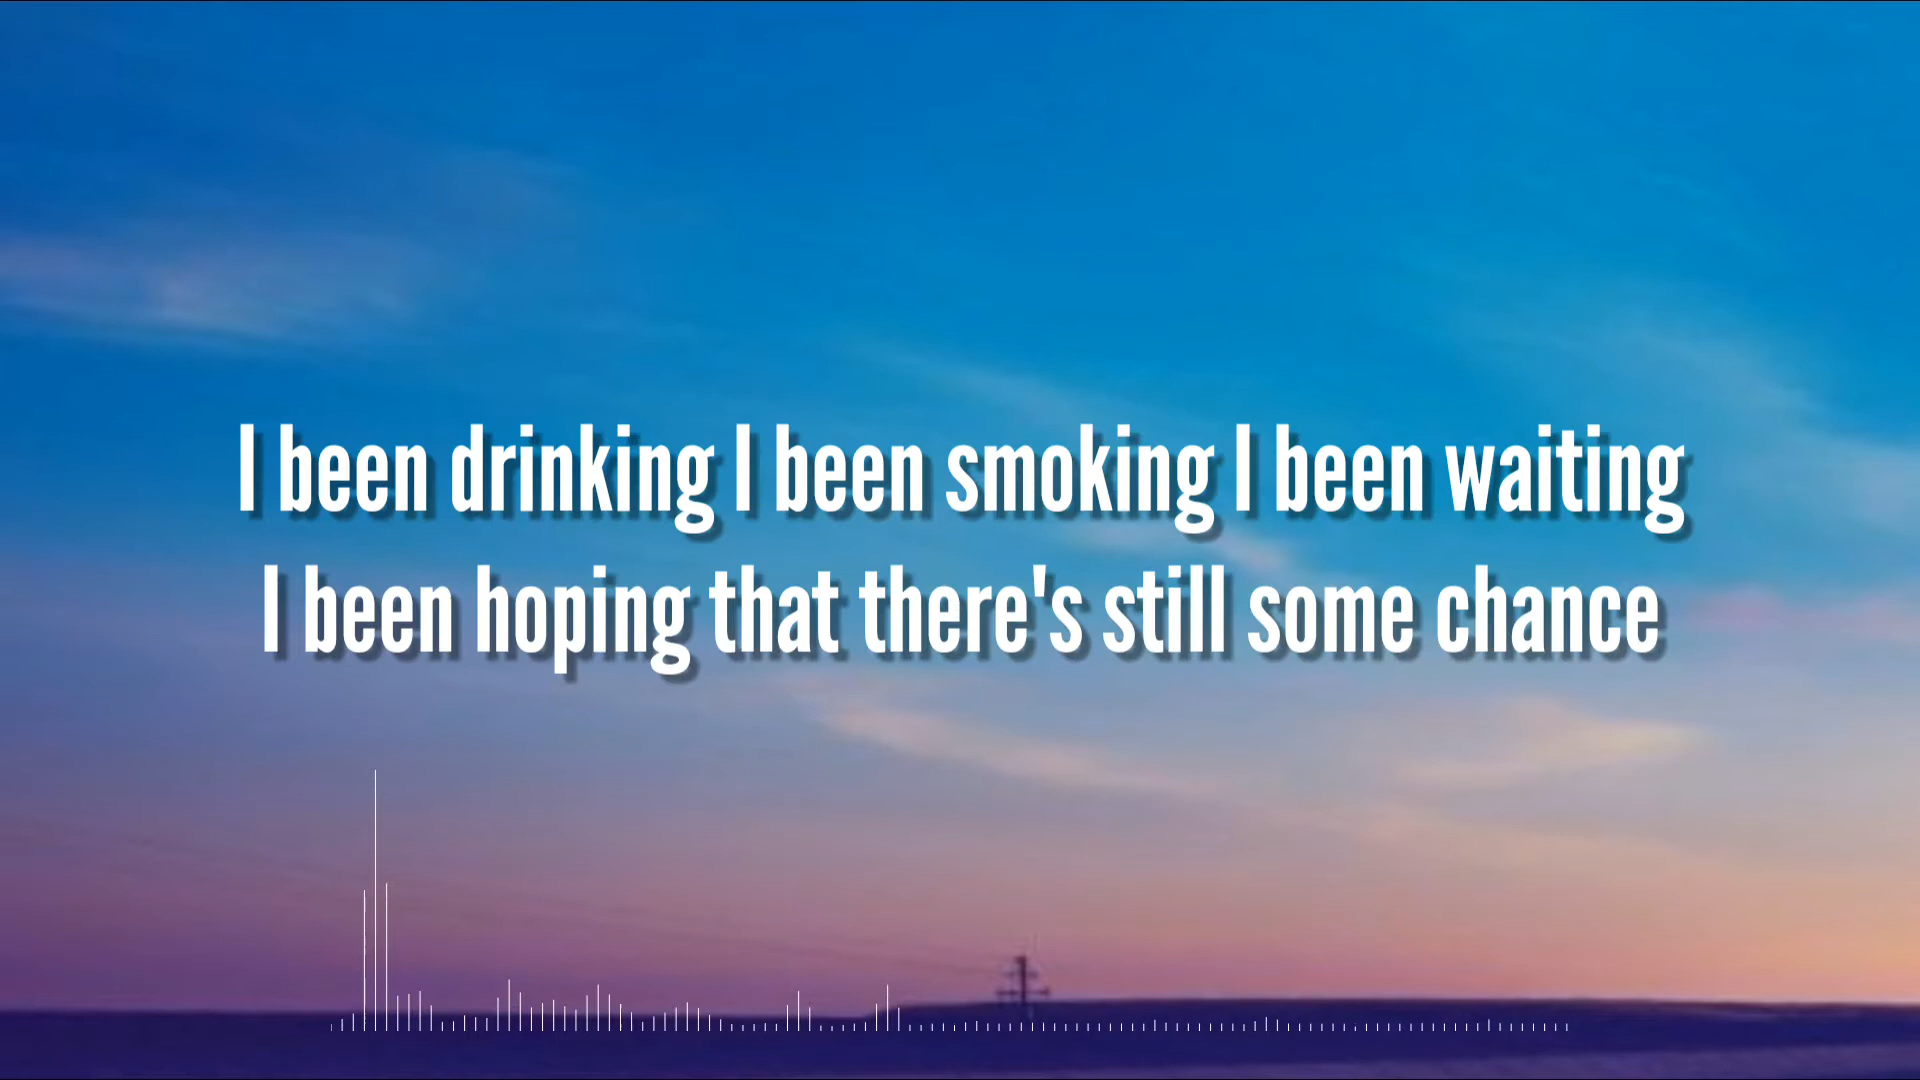 I been drinking I been smoking I been waiting
I been hoping that there's still some chance